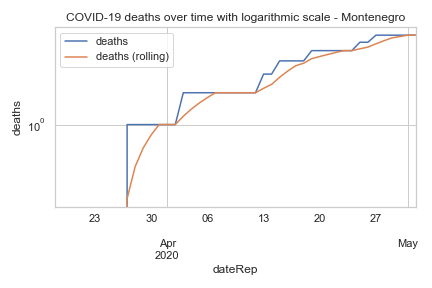 COVID-19 deaths over time with logarithmic scale - Montenegro
deaths
deaths (rolling)
deaths
10⁰
23 30 06 13 20 27
Apr May
2020
dateRep